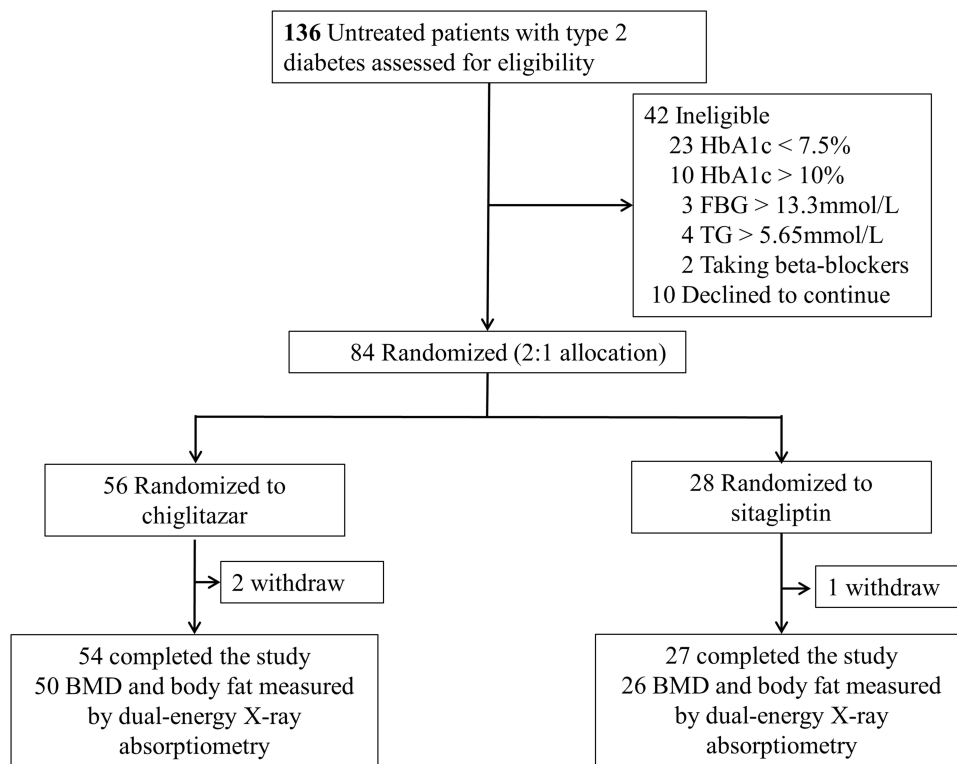 136 Untreated patients with type 2
diabetes assessed for eligibility
42 Ineligible
23 HbA1c < 7.5%
10 HbA1c > 10%
3 FBG > 13.3mmol/L
4 TG > 5.65mmol/L
2 Taking beta-blockers
10 Declined to continue
84 Randomized (2:1 allocation)
56 Randomized to
chiglitazar
28 Randomized to
sitagliptin
2 withdraw
1 withdraw
54 completed the study
50 BMD and body fat measured
by dual-energy X-ray
absorptiometry
27 completed the study
26 BMD and body fat measured
by dual-energy X-ray
absorptiometry